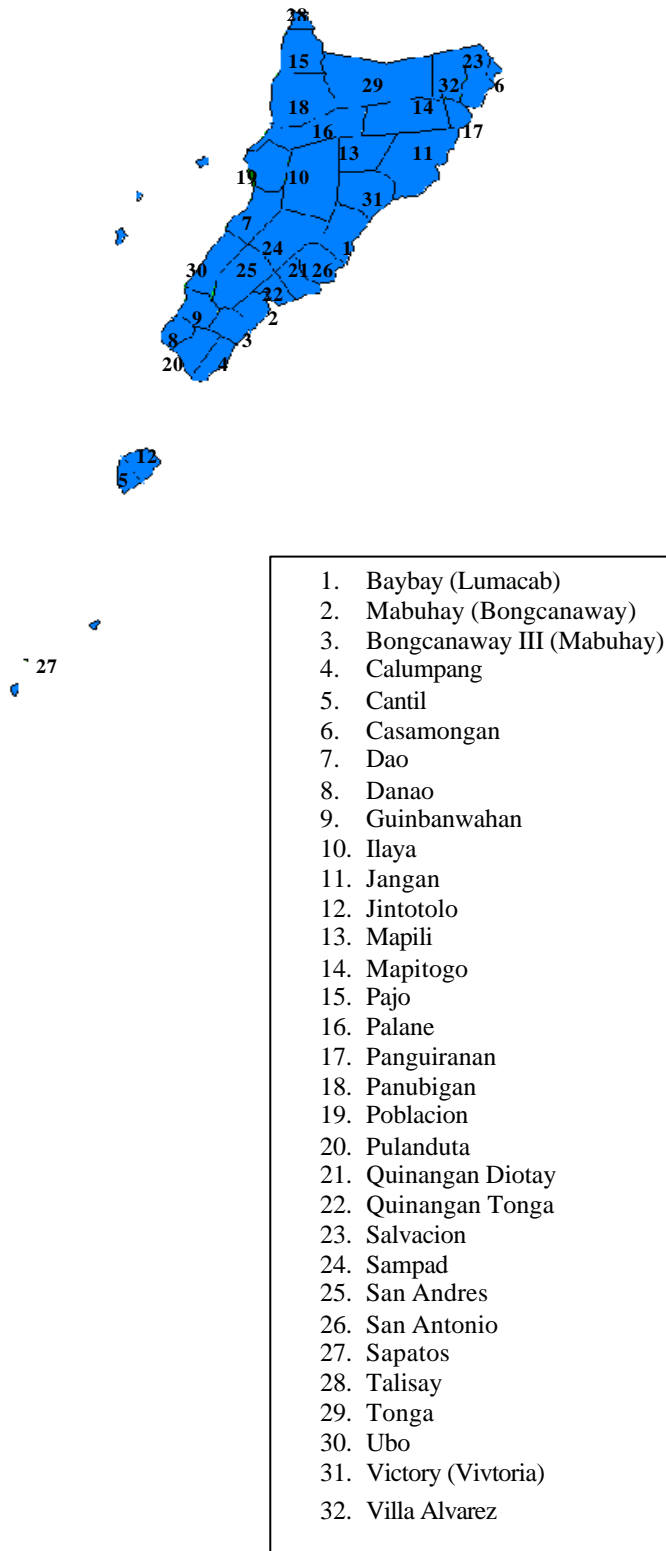 28
15
23
29
32
6
18
14
16
17
13
11
19
10
31
7
24
1
30
25
21
26
22
9
2
8
3
20
4
12
5
27
1. Baybay (Lumacab)
2. Mabuhay (Bongcanaway)
3. Bongcanaway III (Mabuhay)
4. Calumpang
5. Cantil
6. Casamongan
7. Dao
8. Danao
9. Guinbanwahan
10. Ilaya
11. Jangan
12. Jintotolo
13. Mapili
14. Mapitogo
15. Pajo
16. Palane
17. Panguiranan
18. Panubigan
19. Poblacion
20. Pulanduta
21. Quinangan Diotay
22. Quinangan Tonga
23. Salvacion
24. Sampad
25. San Andres
26. San Antonio
27. Sapatos
28. Talisay
29. Tonga
30. Ubo
31. Victory (Vivtoria)
32. Villa Alvarez